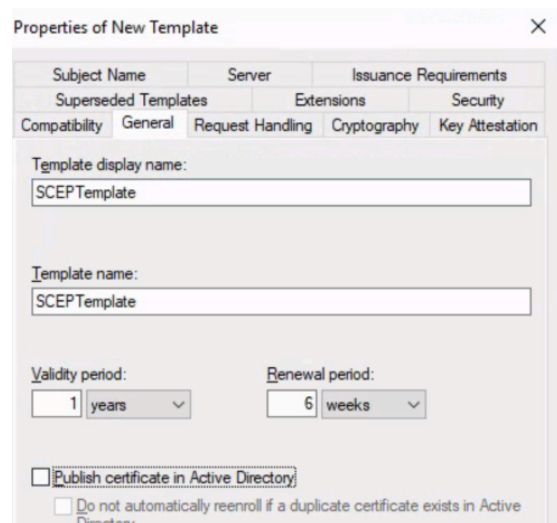 Properties of New Template
Subject Name Server Issuance Requirements
Superseded Templates Extensions Security
Compatibility General Request Handling Cryptography Key Attestation
Template display name:
SCEPTemplate
Template name:
SCEPTemplate
Validity period: Renewal period:
1 years 6 weeks
Publish certificate in Active Directory
Do not automatically reenroll if a duplicate certificate exists in Active
Directory